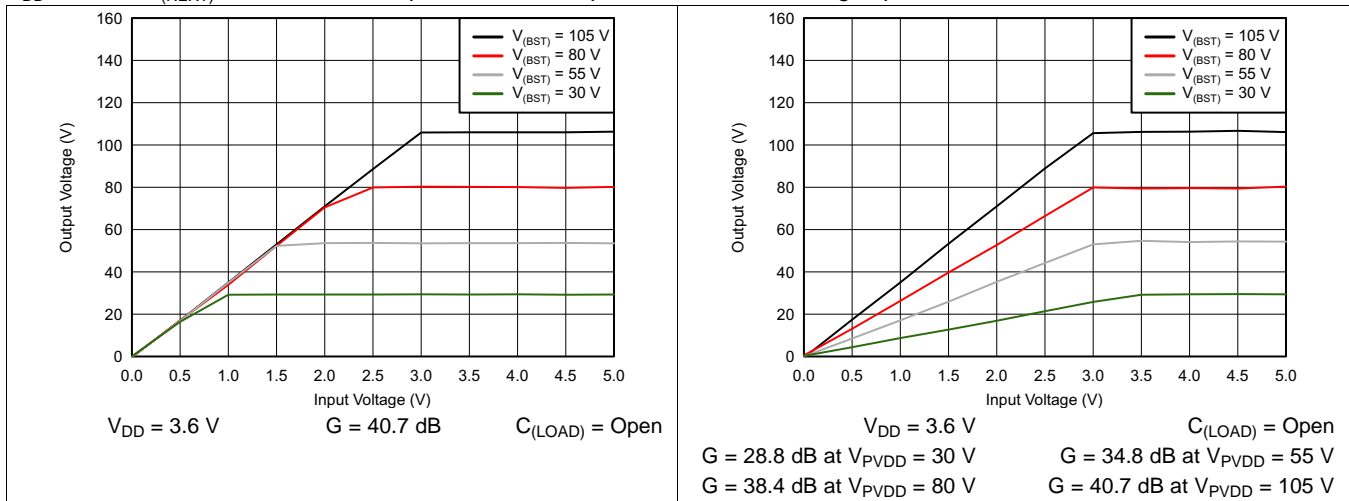 160
140
120
100
80
60
40
20
0
Output Voltage (V)
V(BST) = 105 V
V(BST) = 80 V
V(BST) = 55 V
V(BST) = 30 V
0.0 0.5 1.0 1.5 2.0 2.5 3.0 3.5 4.0 4.5 5.0
Input Voltage (V)
VDD = 3.6 V G = 40.7 dB C(LOAD) = Open
160
140
120
100
80
60
40
20
0
Output Voltage (V)
V(BST) = 105 V
V(BST) = 80 V
V(BST) = 55 V
V(BST) = 30 V
0.0 0.5 1.0 1.5 2.0 2.5 3.0 3.5 4.0 4.5 5.0
Input Voltage (V)
VDD = 3.6 V C(LOAD) = Open
G = 28.8 dB at VPVDD = 30 V G = 34.8 dB at VPVDD = 55 V
G = 38.4 dB at VPVDD = 80 V G = 40.7 dB at VPVDD = 105 V